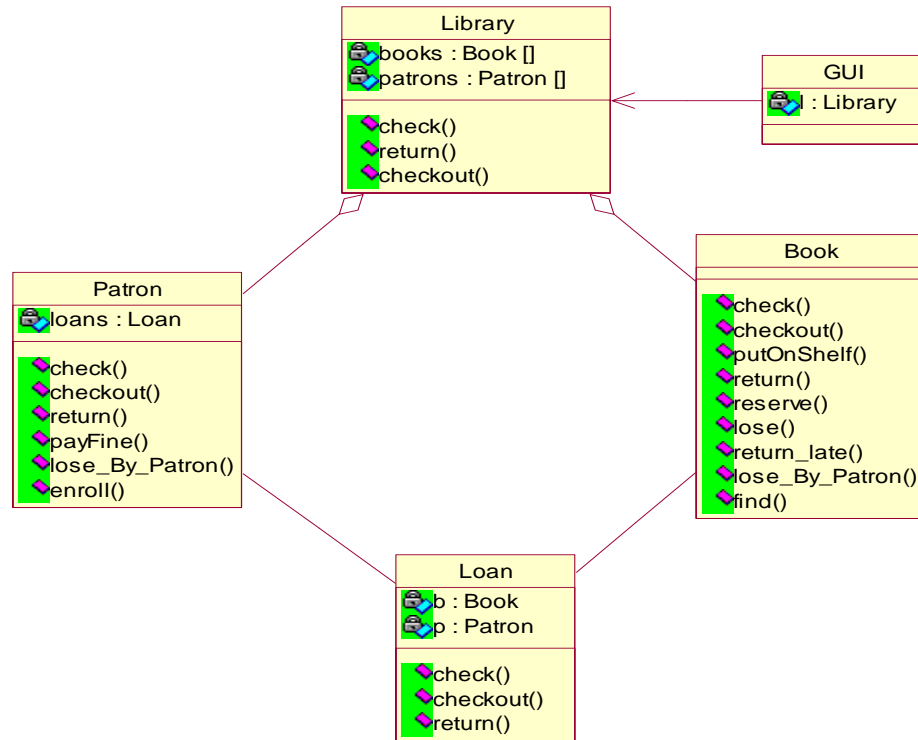 Library
books : Book []
patrons : Patron []
check()
return()
checkout()
GUI
l : Library
Patron
loans : Loan
check()
checkout()
return()
payFine()
lose_By_Patron()
enroll()
Book
check()
checkout()
putOnShelf()
return()
reserve()
lose()
return_late()
lose_By_Patron()
find()
Loan
b : Book
p : Patron
check()
checkout()
return()